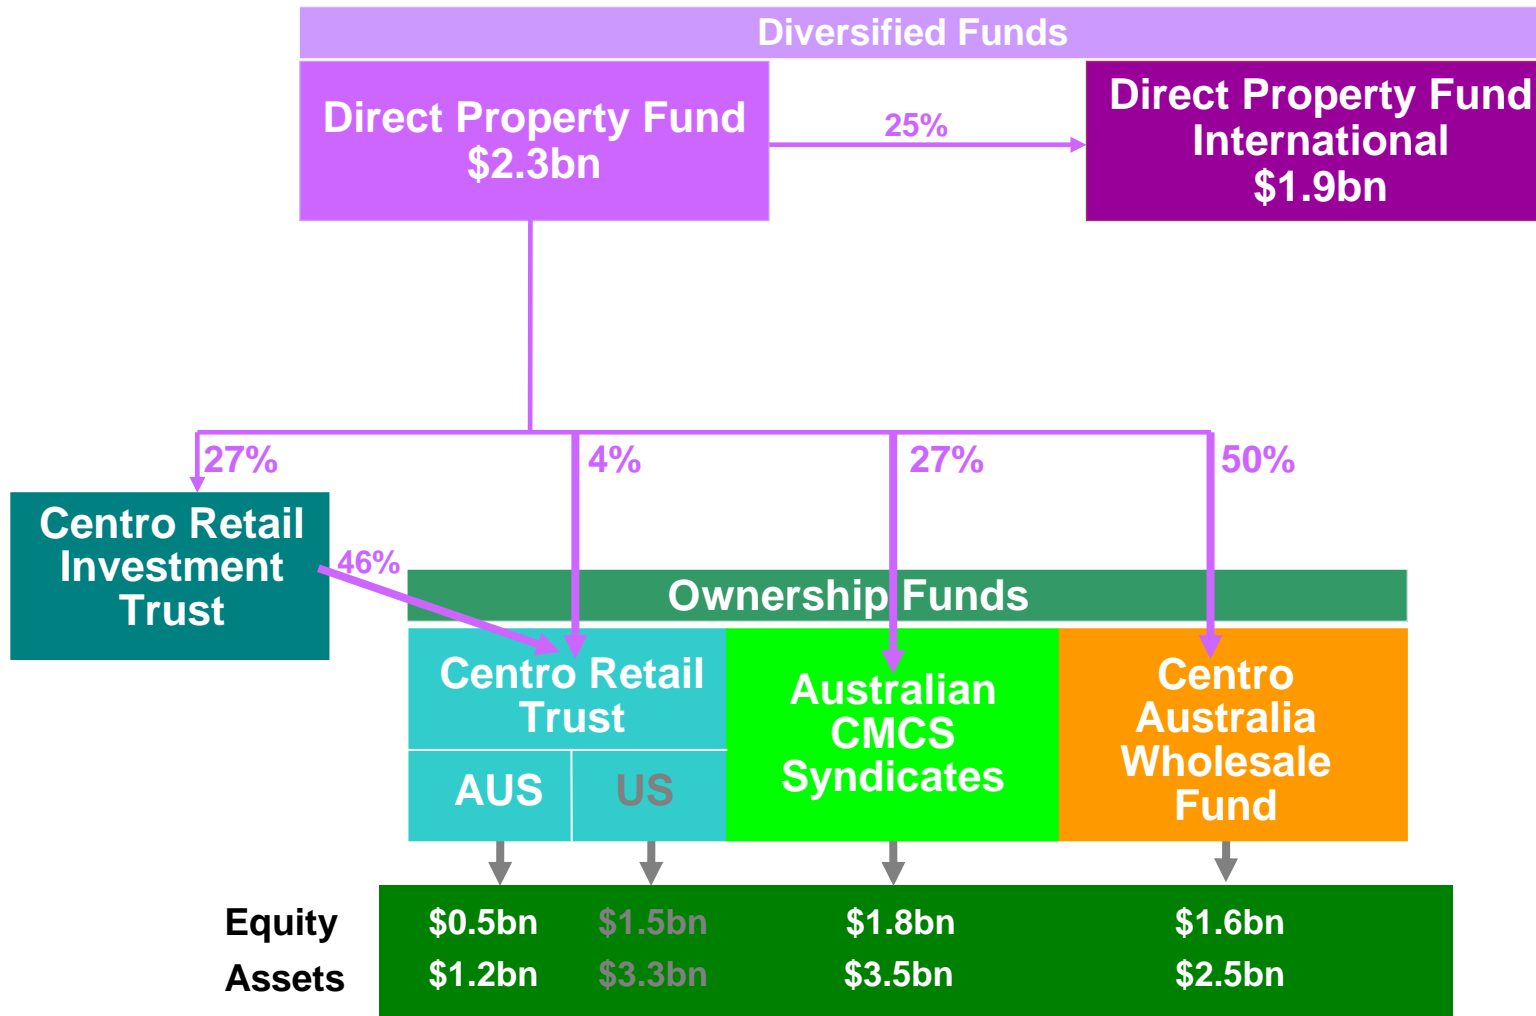 Diversified Funds
Direct Property Fund
$2.3bn
25%
Direct Property Fund
International
$1.9bn
27%
4%
27%
50%
Centro Retail
Investment
Trust
46%
Ownership Funds
Centro Retail
Trust
AUS
US
Australian
CMCS
Syndicates
Centro
Australia
Wholesale
Fund
Equity $0.5bn $1.5bn $1.8bn $1.6bn
Assets $1.2bn $3.3bn $3.5bn $2.5bn